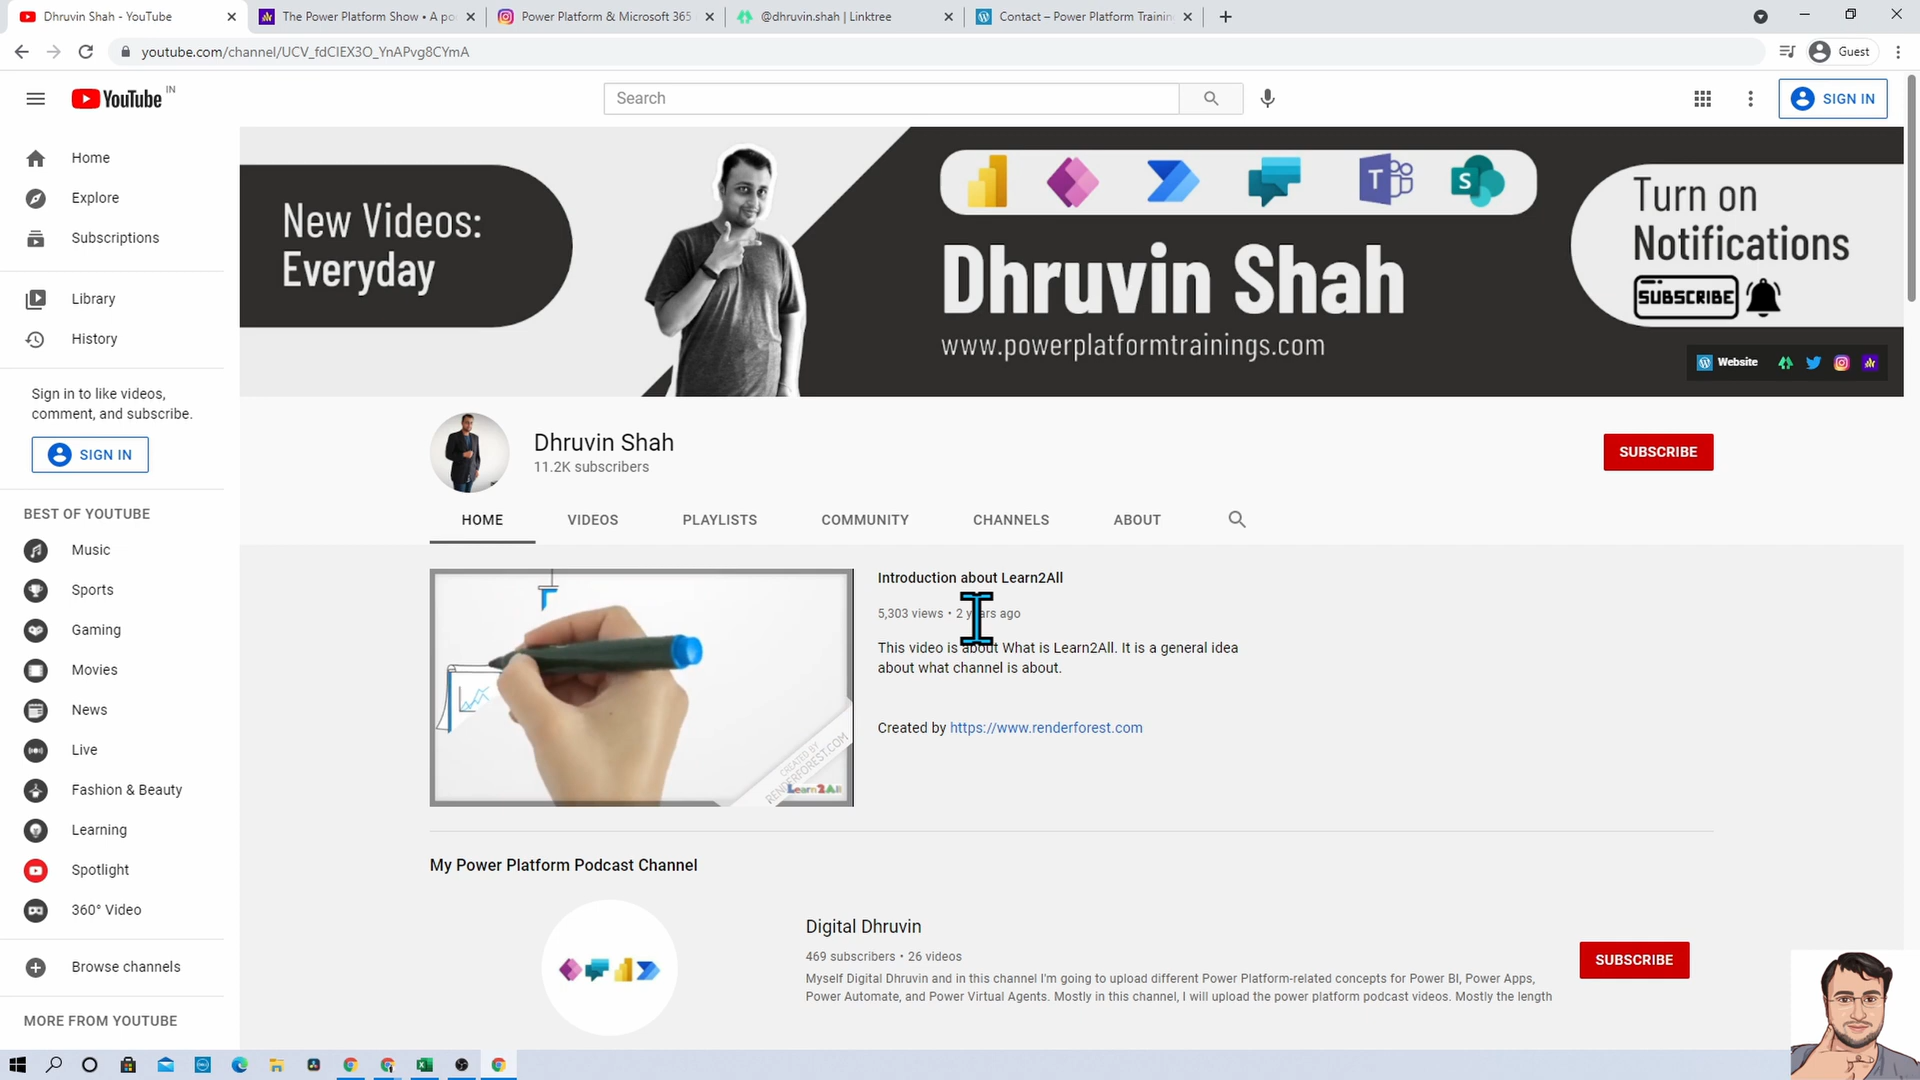 Dhruvin Shah - YouTube
The Power Platform Show • A po
Power Platform & Microsoft 365
@dhruvin.shah | Linktree
Contact – Power Platform Trainin
youtube.com/channel/UCV_fdCIEX3O_YnAPvg8CYmA
Guest
YouTube IN
Search
SIGN IN
Home
Explore
Subscriptions
Library
History
Sign in to like videos,
comment, and subscribe.
SIGN IN
BEST OF YOUTUBE
Music
Sports
Gaming
Movies
News
Live
Fashion & Beauty
Learning
Spotlight
360° Video
Browse channels
MORE FROM YOUTUBE
New Videos:
Everyday
T
S
Dhruvin Shah
www.powerplatformtrainings.com
Turn on
Notifications
SUBSCRIBE
Website
Dhruvin Shah
11.2K subscribers
SUBSCRIBE
HOME
VIDEOS
PLAYLISTS
COMMUNITY
CHANNELS
ABOUT
CREATED BY
RENDERFOREST.COM
Learn2All
Introduction about Learn2All
5,303 views • 2 years ago
This video is about What is Learn2All. It is a general idea
about what channel is about.
Created by https://www.renderforest.com
My Power Platform Podcast Channel
Digital Dhruvin
469 subscribers • 26 videos
Myself Digital Dhruvin and in this channel I'm going to upload different Power Platform-related concepts for Power BI, Power Apps,
Power Automate, and Power Virtual Agents. Mostly in this channel, I will upload the power platform podcast videos. Mostly the length
SUBSCRIBE